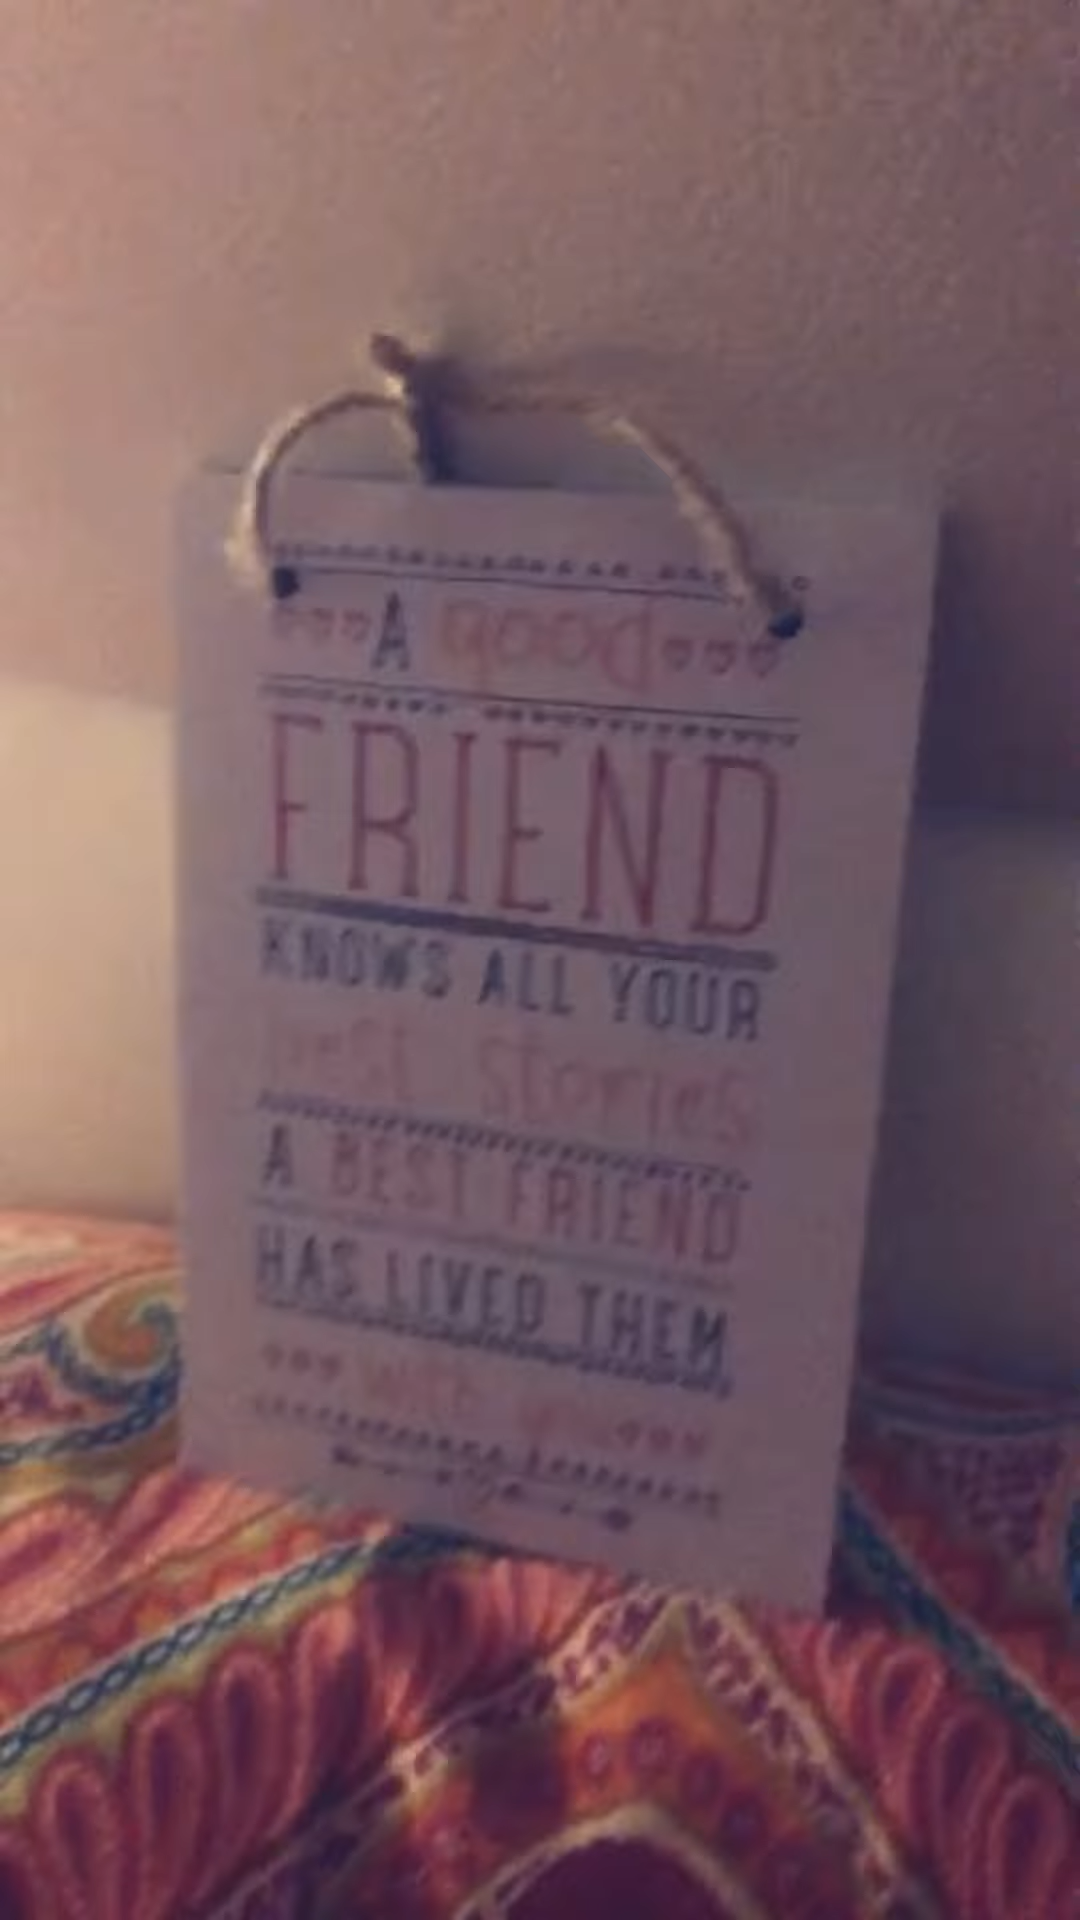 A good
FRIEND
KNOWS ALL YOUR
best stories
A BEST FRIEND
HAS LIVED THEM
with you